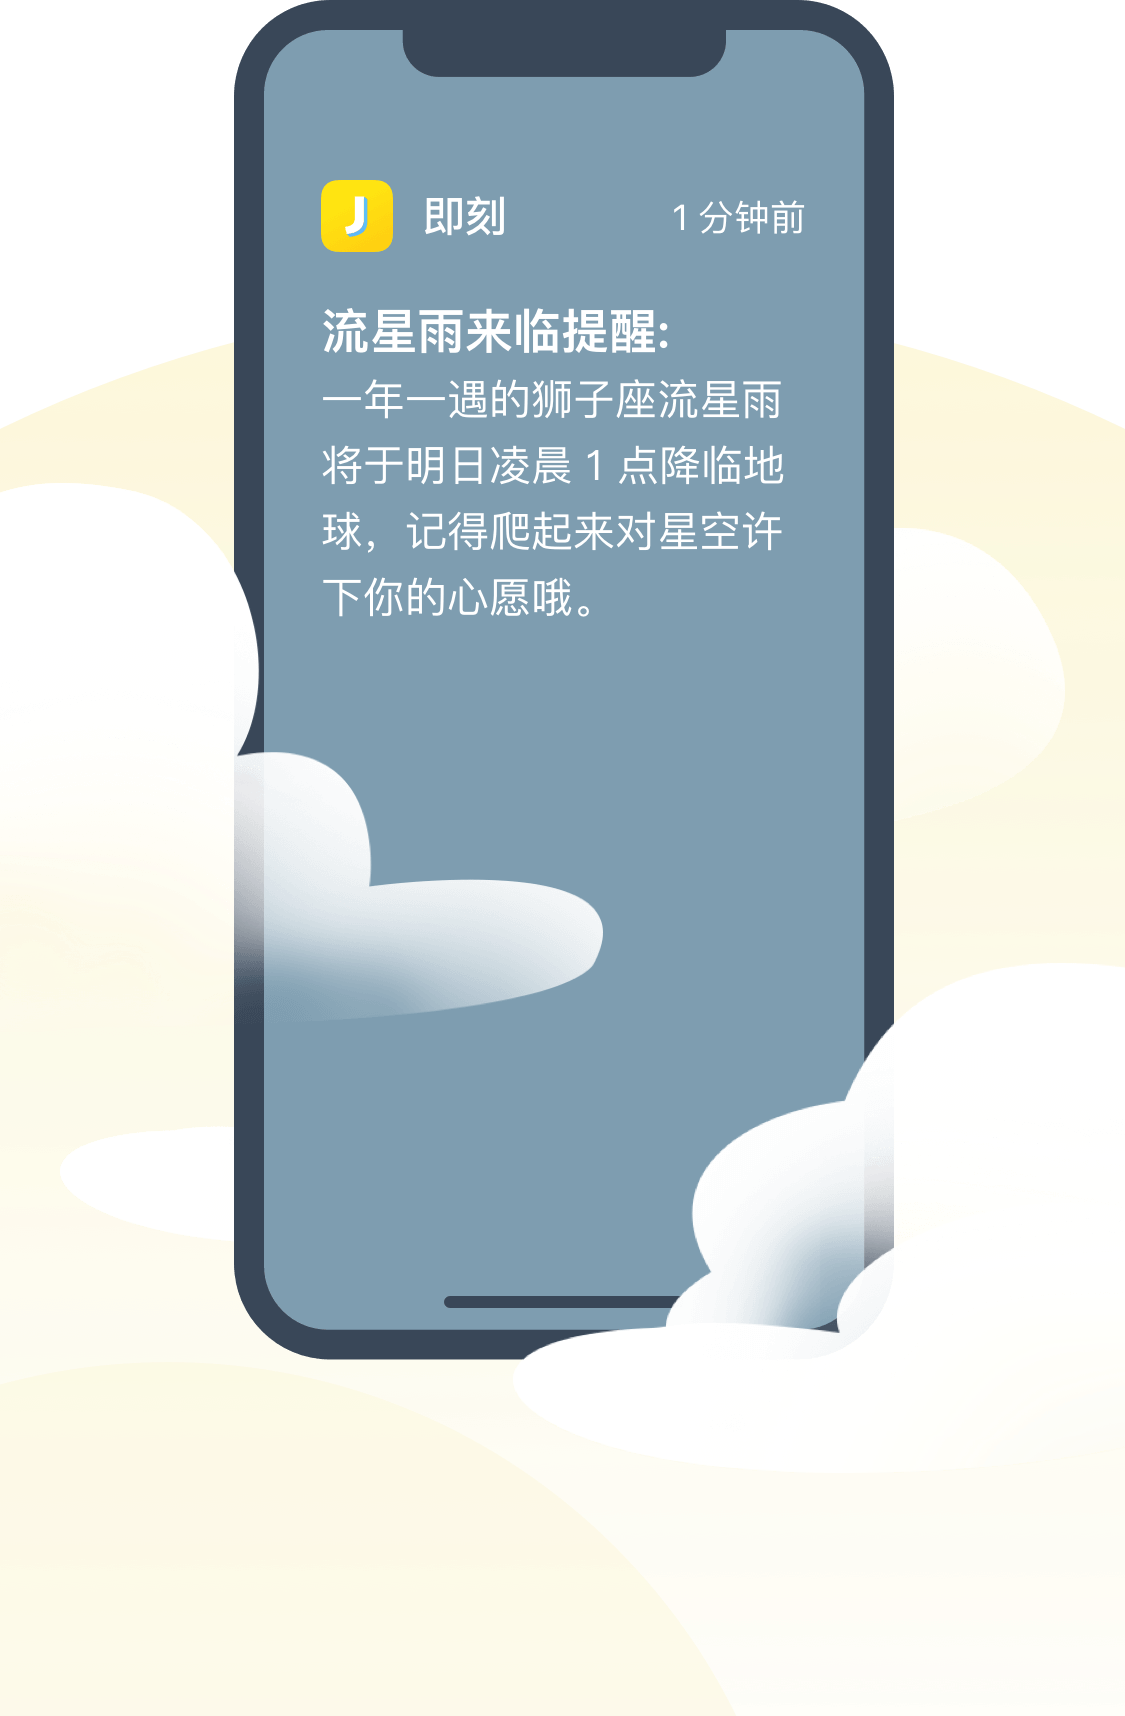 J 即刻 1 分钟前
流星雨来临提醒:
一年一遇的狮子座流星雨
将于明日凌晨 1 点降临地
球，记得爬起来对星空许
下你的心愿哦。